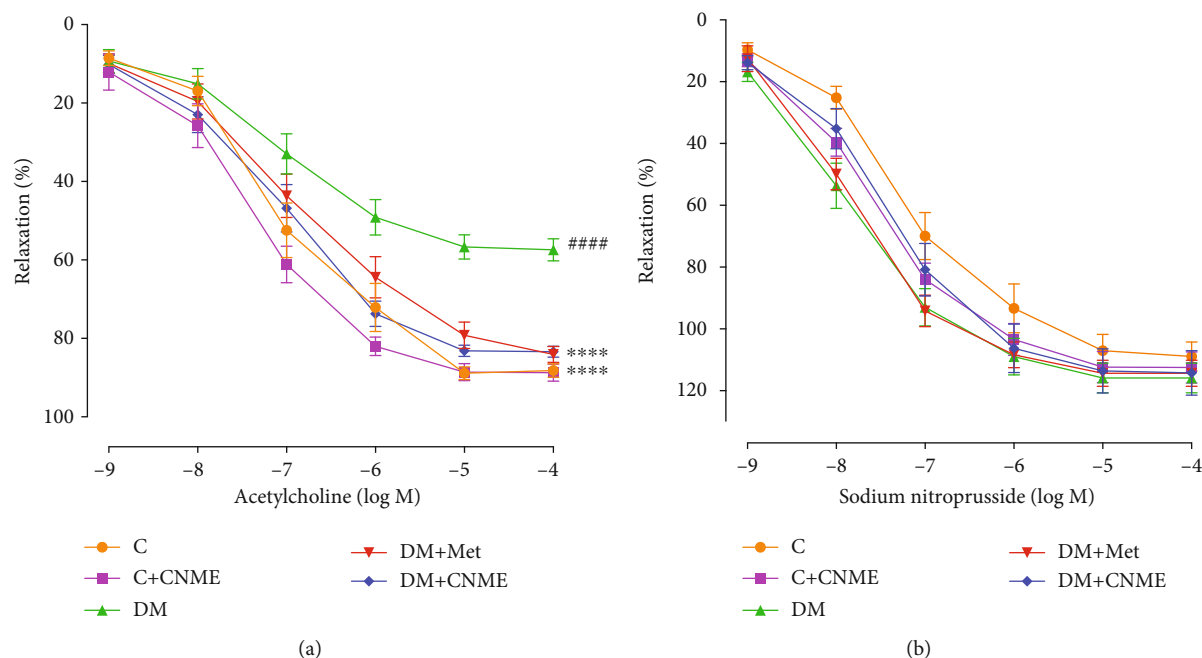 0
20
40
60
80
100
Relaxation (%)
####
****
****
–9
–8
–7
–6
–5
–4
Acetylcholine (log M)
C
C+CNME
DM
DM+Met
DM+CNME
(a)
0
20
40
60
80
100
120
Relaxation (%)
–9
–8
–7
–6
–5
–4
Sodium nitroprusside (log M)
C
C+CNME
DM
DM+Met
DM+CNME
(b)